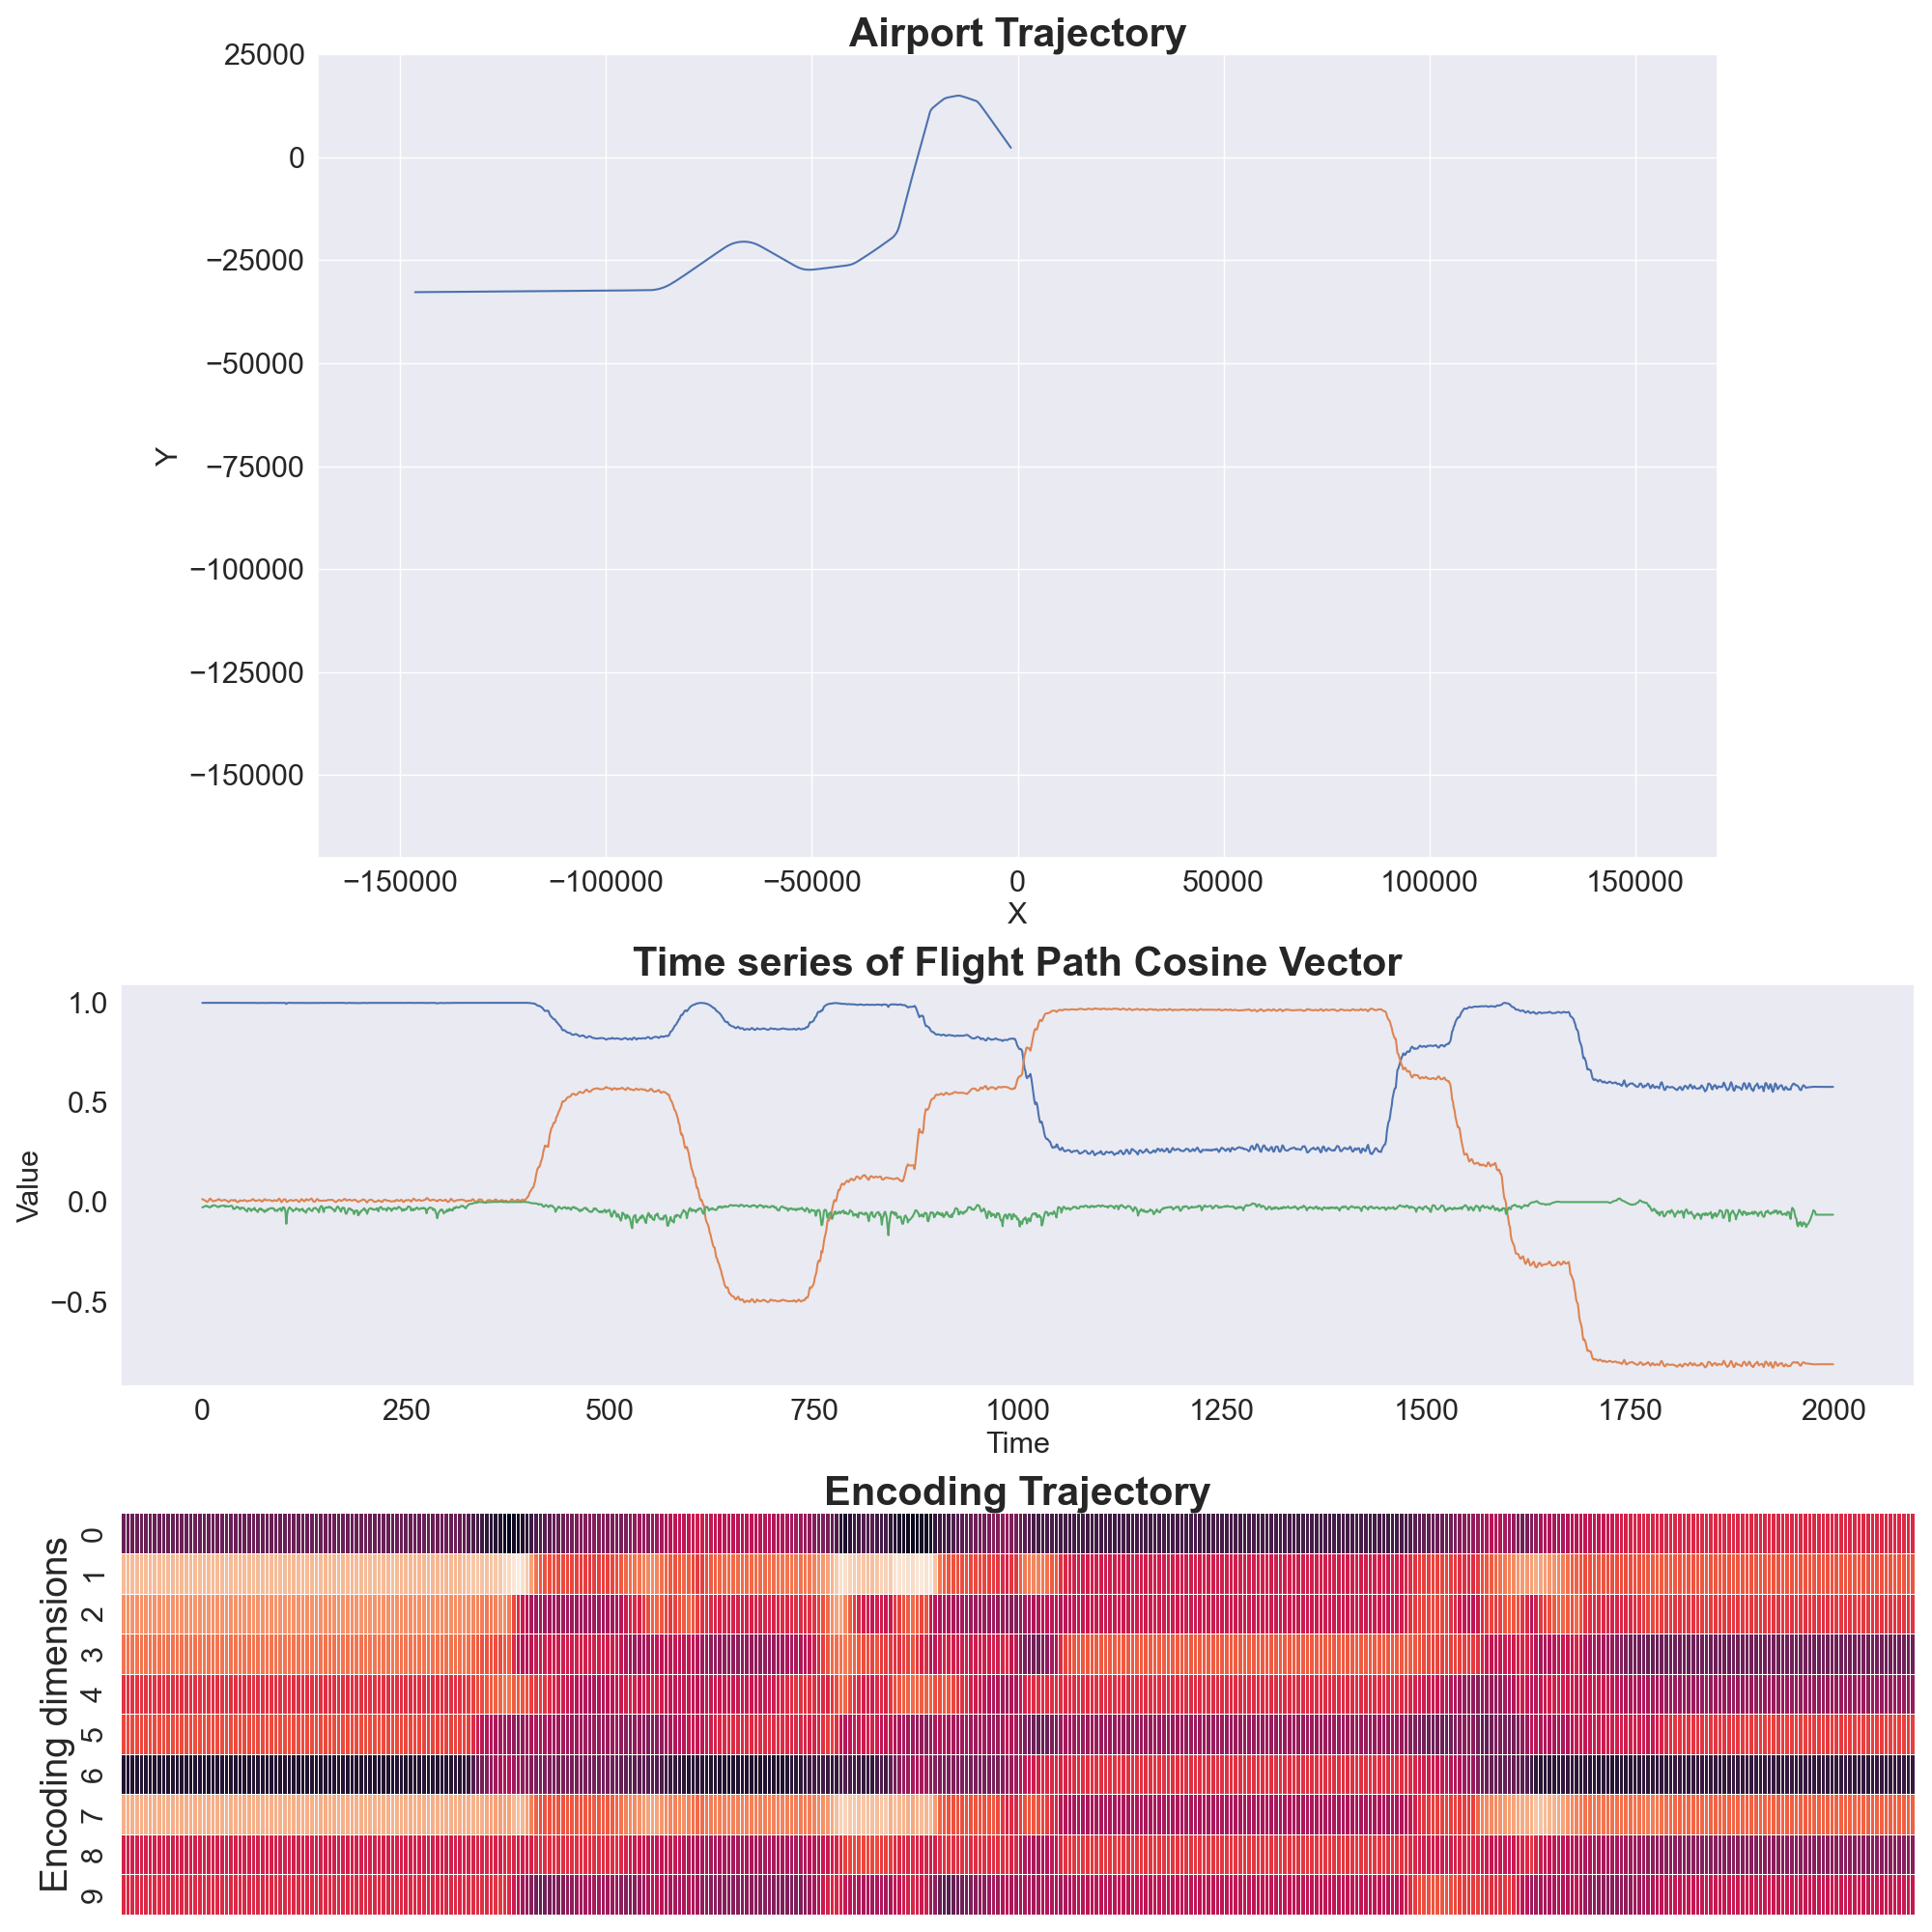 Airport Trajectory
25000
0
−25000
−50000
−75000
−100000
−125000
−150000
Y
−150000 −100000 −50000 0 50000 100000 150000
X
Time series of Flight Path Cosine Vector
1.0
0.5
0.0
−0.5
Value
0 250 500 750 1000 1250 1500 1750 2000
Time
Encoding Trajectory
Encoding dimensions
0
1
2
3
4
5
6
7
8
9